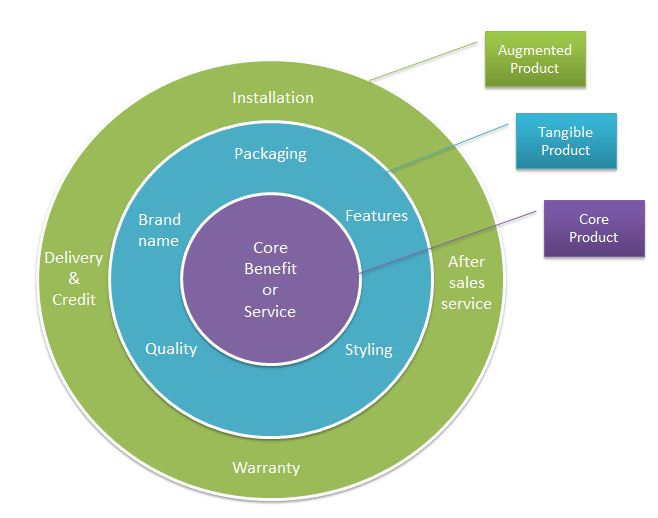 Augmented
Product
Installation
Tangible
Product
Packaging
Features
Brand
name
Core
Product
Core
Benefit
or
Service
Delivery
&
Credit
After
sales
service
Quality
Styling
Warranty